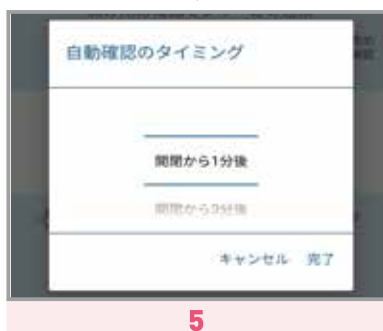 自動確認のタイミング
開閉から1分後
開閉から2分後
キャンセル 完了
5